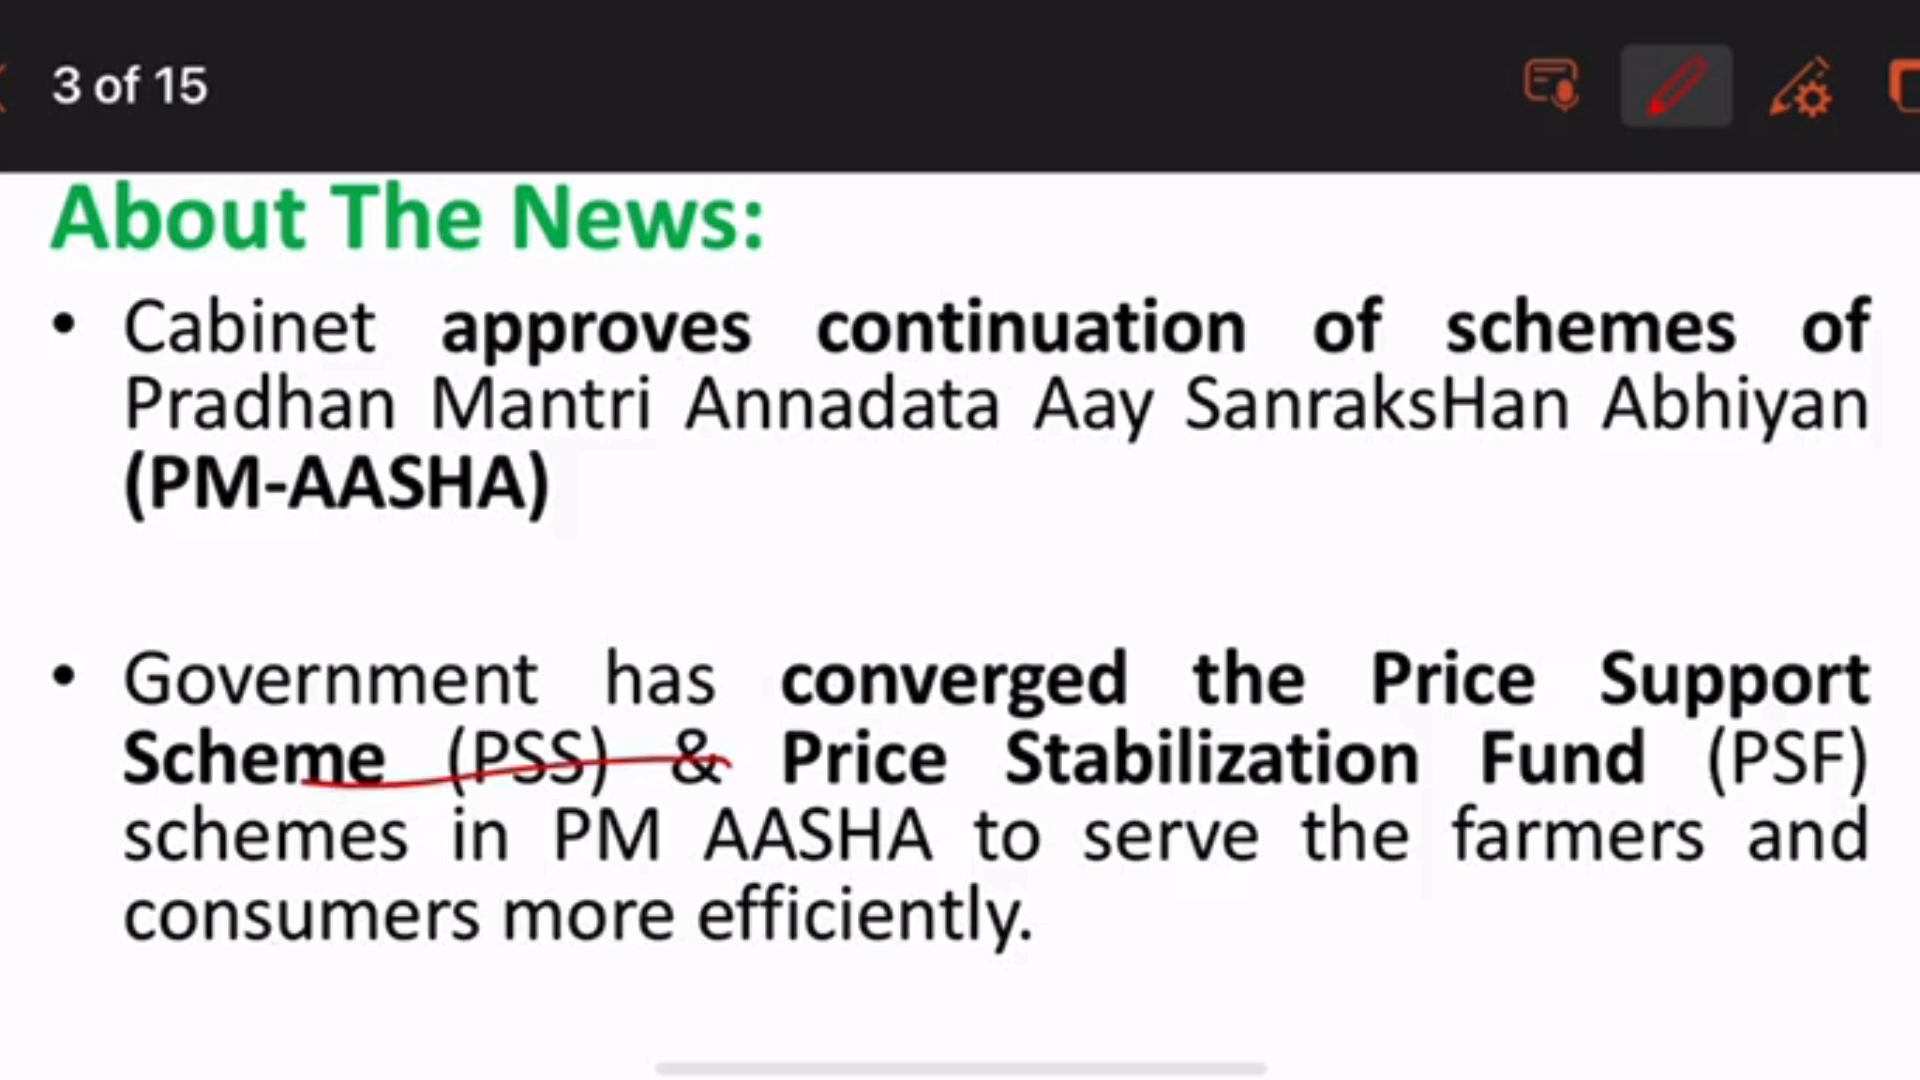 3 of 15
About The News:
• Cabinet approves continuation of schemes of
Pradhan Mantri Annadata Aay SanraksHan Abhiyan
(PM-AASHA)
• Government has converged the Price Support
Scheme (PSS) & Price Stabilization Fund (PSF)
schemes in PM AASHA to serve the farmers and
consumers more efficiently.